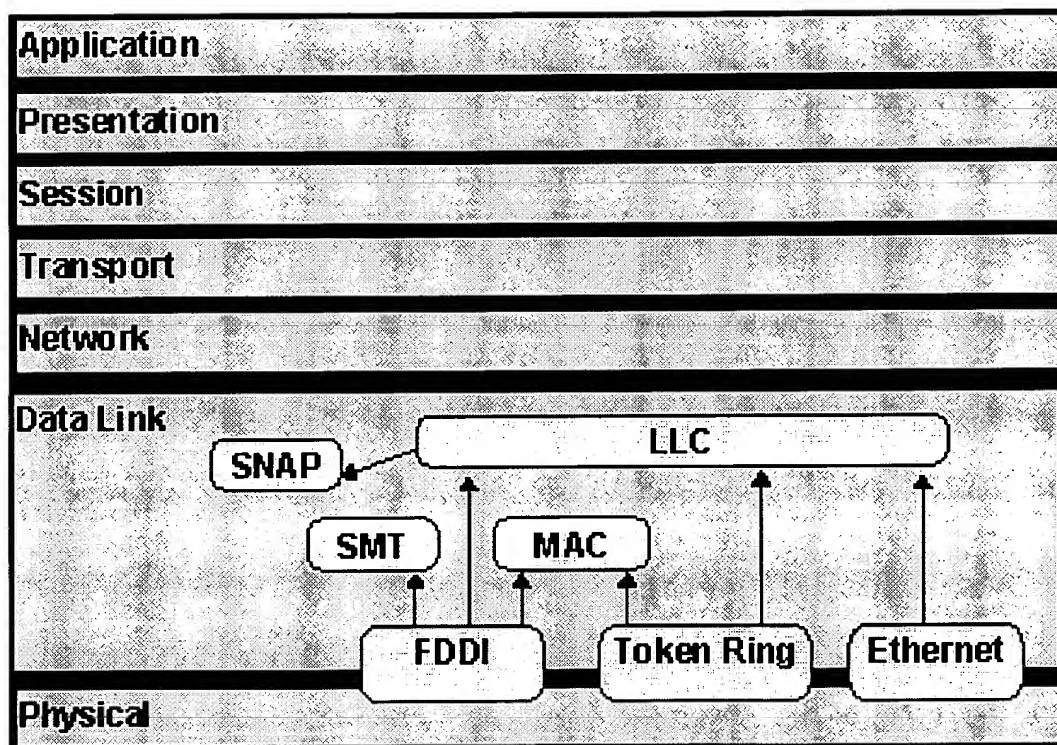 Application
Presentation
Session
Transport
Network
Data Link
LLC
SNAP
SMT
MAC
FDDI
Token Ring
Ethernet
Physical